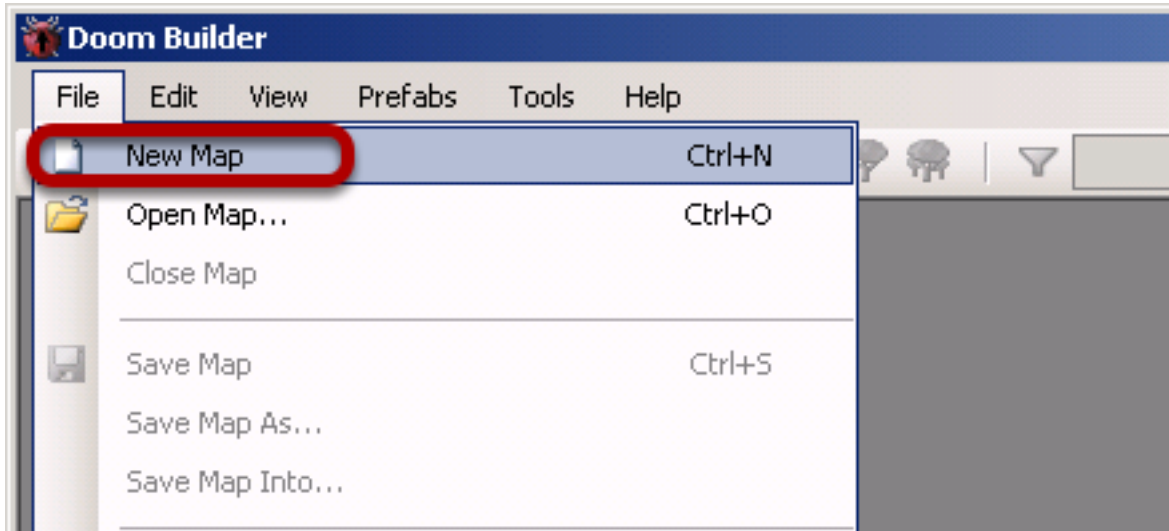 Doom Builder
File Edit View Prefabs Tools Help
New Map Ctrl+N
Open Map... Ctrl+O
Close Map
Save Map Ctrl+S
Save Map As...
Save Map Into...